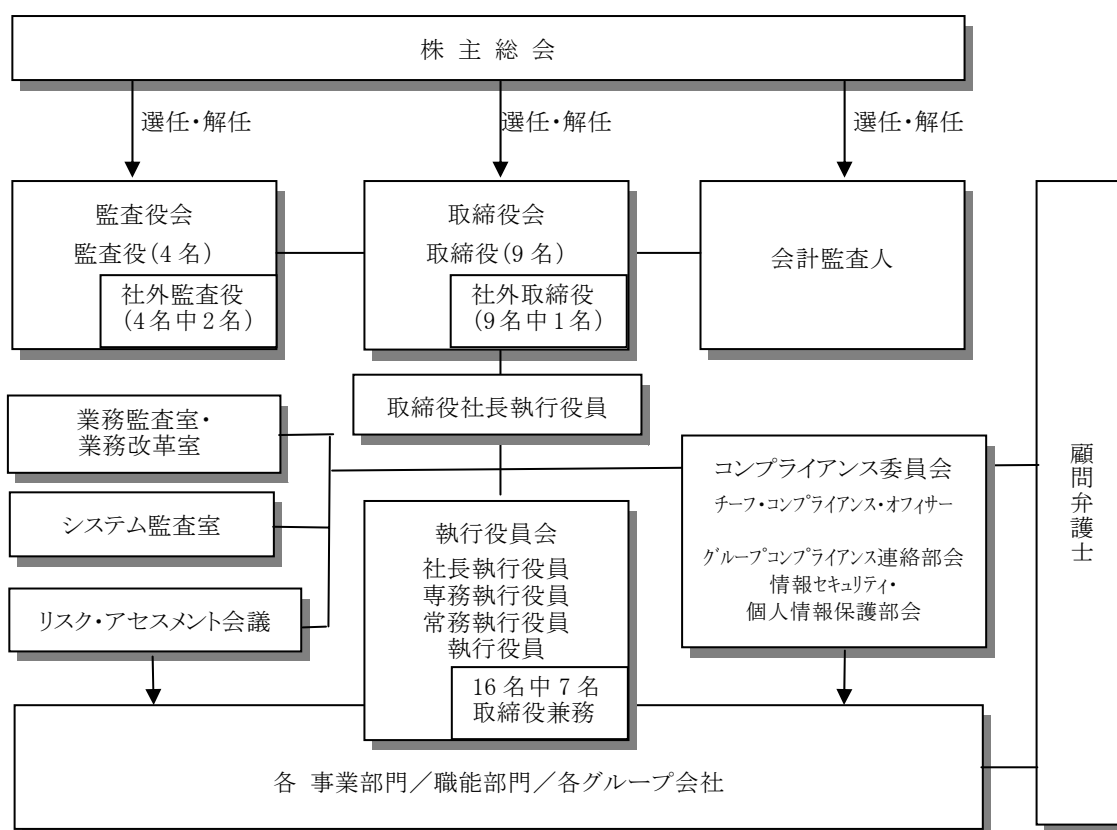 株 主 総 会
選任・解任
選任・解任
選任・解任
監査役会
監査役(4名)
社外監査役
(4名中2名)
取締役会
取締役(9名)
社外取締役
(9名中1名)
会計監査人
取締役社長執行役員
業務監査室・
業務改革室
システム監査室
リスク・アセスメント会議
執行役員会
社長執行役員
専務執行役員
常務執行役員
執行役員
16名中7名
取締役兼務
コンプライアンス委員会
チーフ・コンプライアンス・オフィサー
グループコンプライアンス連絡部会
情報セキュリティ・
個人情報保護部会
顧問弁護士
各 事業部門／職能部門／各グループ会社